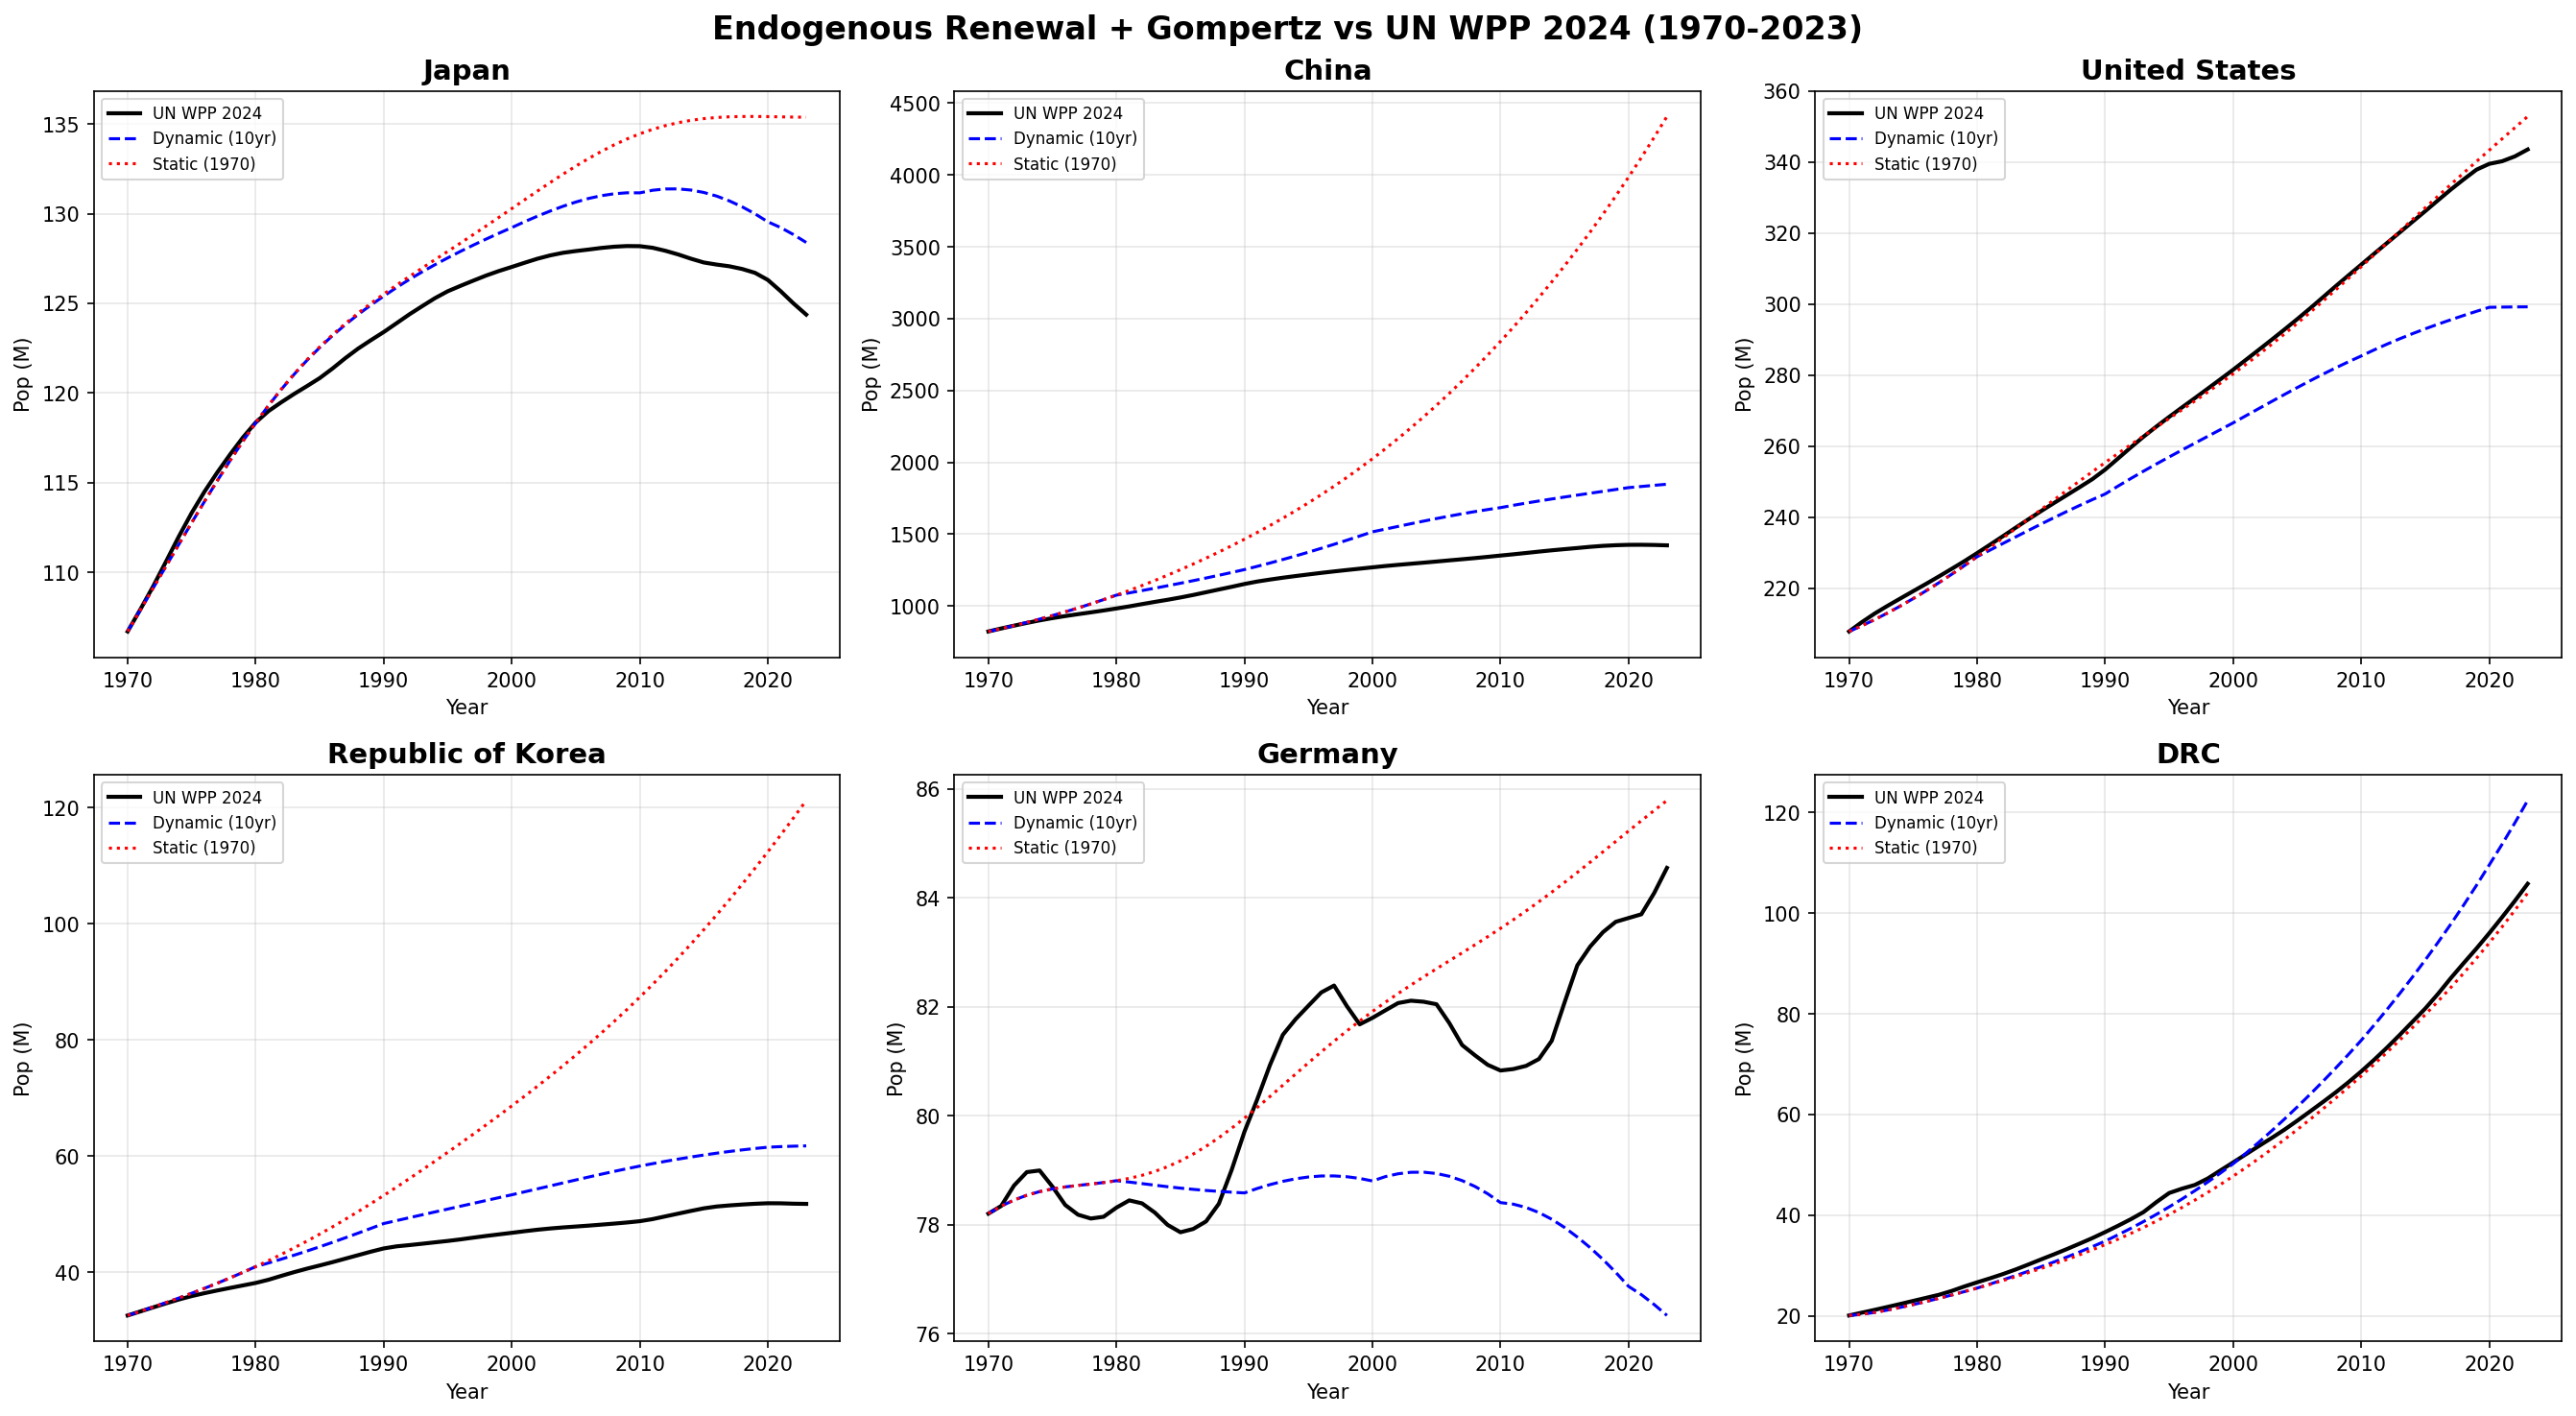 Endogenous Renewal + Gompertz vs UN WPP 2024 (1970-2023)
Japan
UN WPP 2024
Dynamic (10yr)
Static (1970)
135
130
125
120
115
110
Pop (M)
1970 1980 1990 2000 2010 2020
Year
China
UN WPP 2024
Dynamic (10yr)
Static (1970)
4500
4000
3500
3000
2500
2000
1500
1000
Pop (M)
1970 1980 1990 2000 2010 2020
Year
United States
UN WPP 2024
Dynamic (10yr)
Static (1970)
360
340
320
300
280
260
240
220
Pop (M)
1970 1980 1990 2000 2010 2020
Year
Republic of Korea
UN WPP 2024
Dynamic (10yr)
Static (1970)
120
100
80
60
40
Pop (M)
1970 1980 1990 2000 2010 2020
Year
Germany
UN WPP 2024
Dynamic (10yr)
Static (1970)
86
84
82
80
78
76
Pop (M)
1970 1980 1990 2000 2010 2020
Year
DRC
UN WPP 2024
Dynamic (10yr)
Static (1970)
120
100
80
60
40
20
Pop (M)
1970 1980 1990 2000 2010 2020
Year